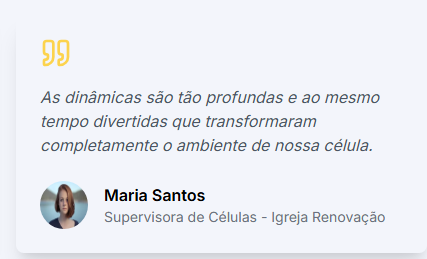 As dinâmicas são tão profundas e ao mesmo
tempo divertidas que transformaram
completamente o ambiente de nossa célula.
Maria Santos
Supervisora de Células - Igreja Renovação